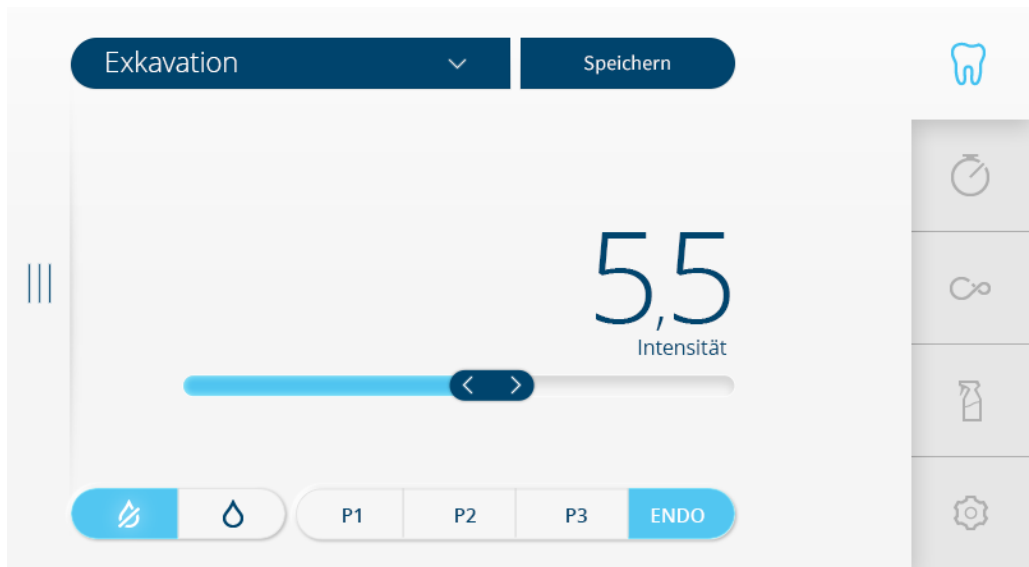 Exkavation
Speichern
5,5
Intensität
P1 P2 P3 ENDO